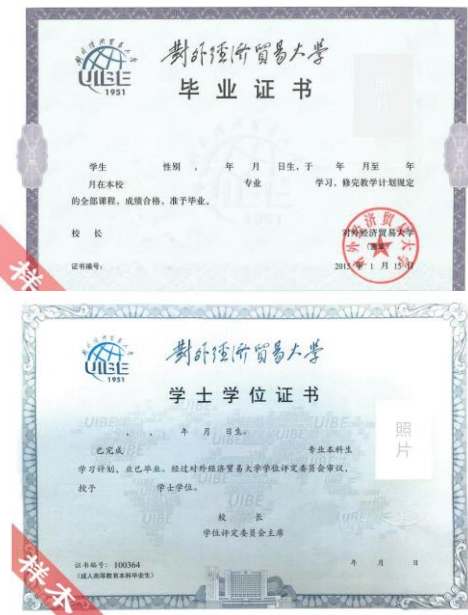 UIBE
1951
對外經濟貿易大學
毕业证书
照片
学生 性别 ， 年 月 日生，于 年 月至 年
月在本校 专业 学习，修完教学计划规定
的全部课程，成绩合格，准予毕业。
校 长
对外经济贸易大学
证书编号：
2015 年 1 月 15 日
样
UIBE
1951
對外經濟貿易大學
学士学位证书
， ， 年 月 日生。
已完成 专业本科生
照片
学习计划，业已毕业。经过对外经济贸易大学学位评定委员会审议，
授予 学士学位。
校 长
学位评定委员会主席
证书编号：100364
年 月 日
（成人高等教育本科毕业生）
样本